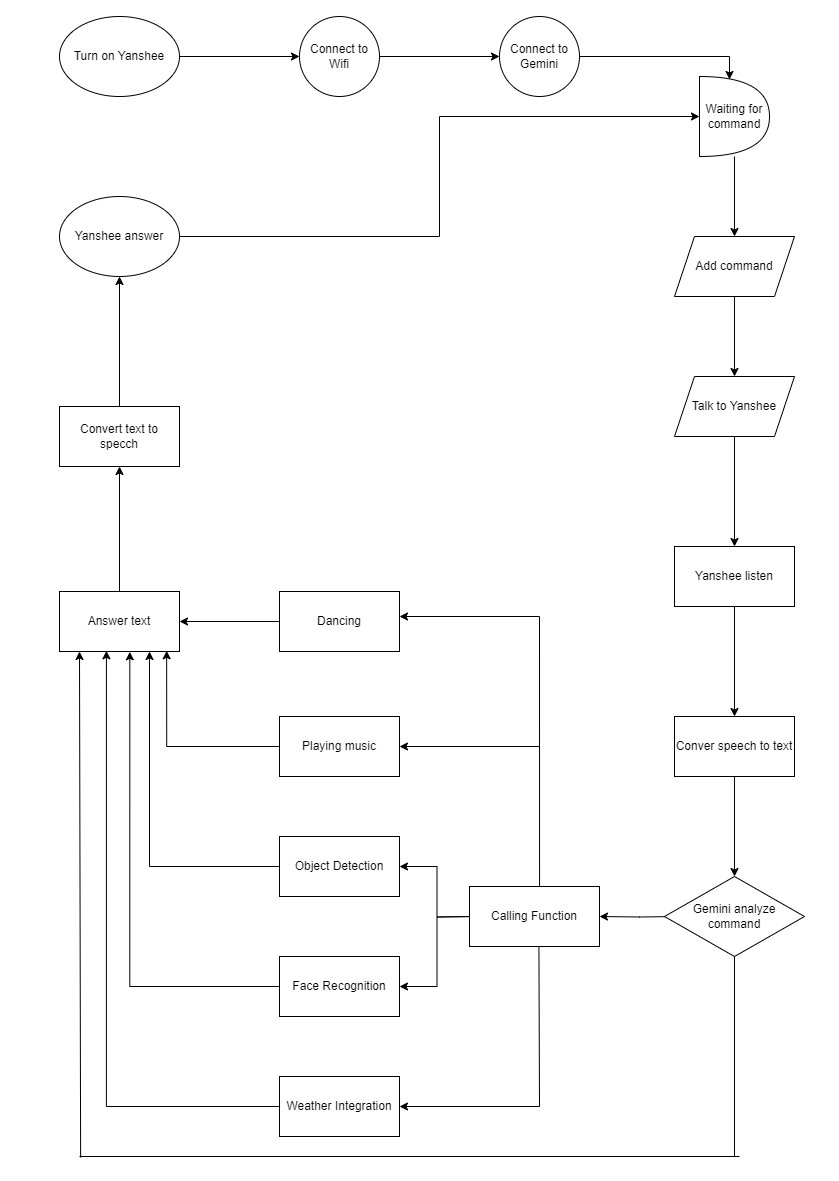 Turn on Yanshee
Connect to
Wifi
Connect to
Gemini
Waiting for
command
Yanshee answer
Add command
Convert text to
specch
Talk to Yanshee
Yanshee listen
Answer text
Dancing
Playing music
Conver speech to text
Object Detection
Calling Function
Gemini analyze
command
Face Recognition
Weather Integration